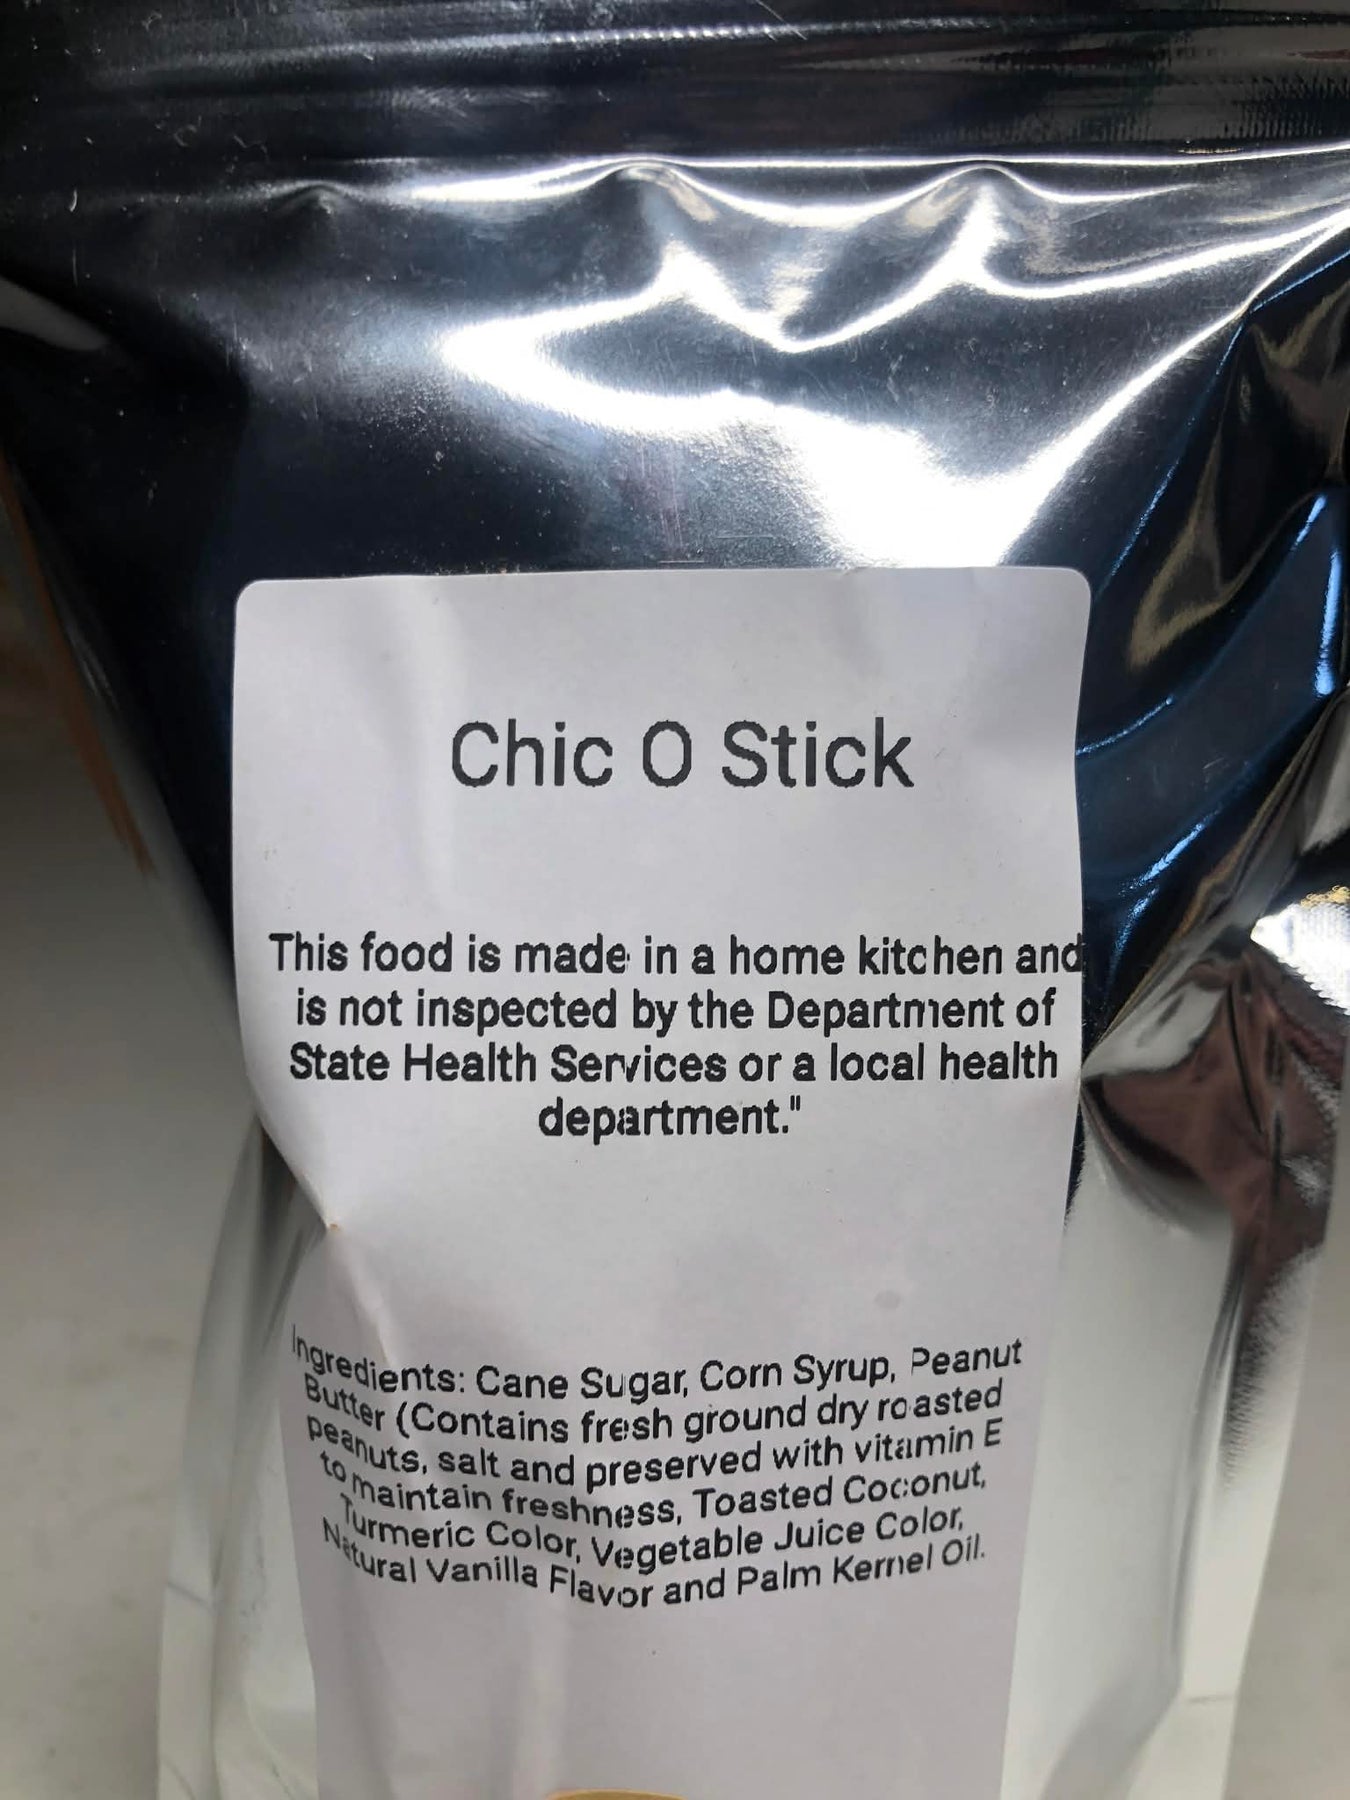 Chic O Stick
This food is made in a home kitchen and
is not inspected by the Department of
State Health Services or a local health
department."
Ingredients: Cane Sugar, Corn Syrup, Peanut
Butter (Contains fresh ground dry roasted
peanuts, salt and preserved with vitamin E
to maintain freshness, Toasted Coconut,
Turmeric Color, Vegetable Juice Color,
Natural Vanilla Flavor and Palm Kernel Oil.